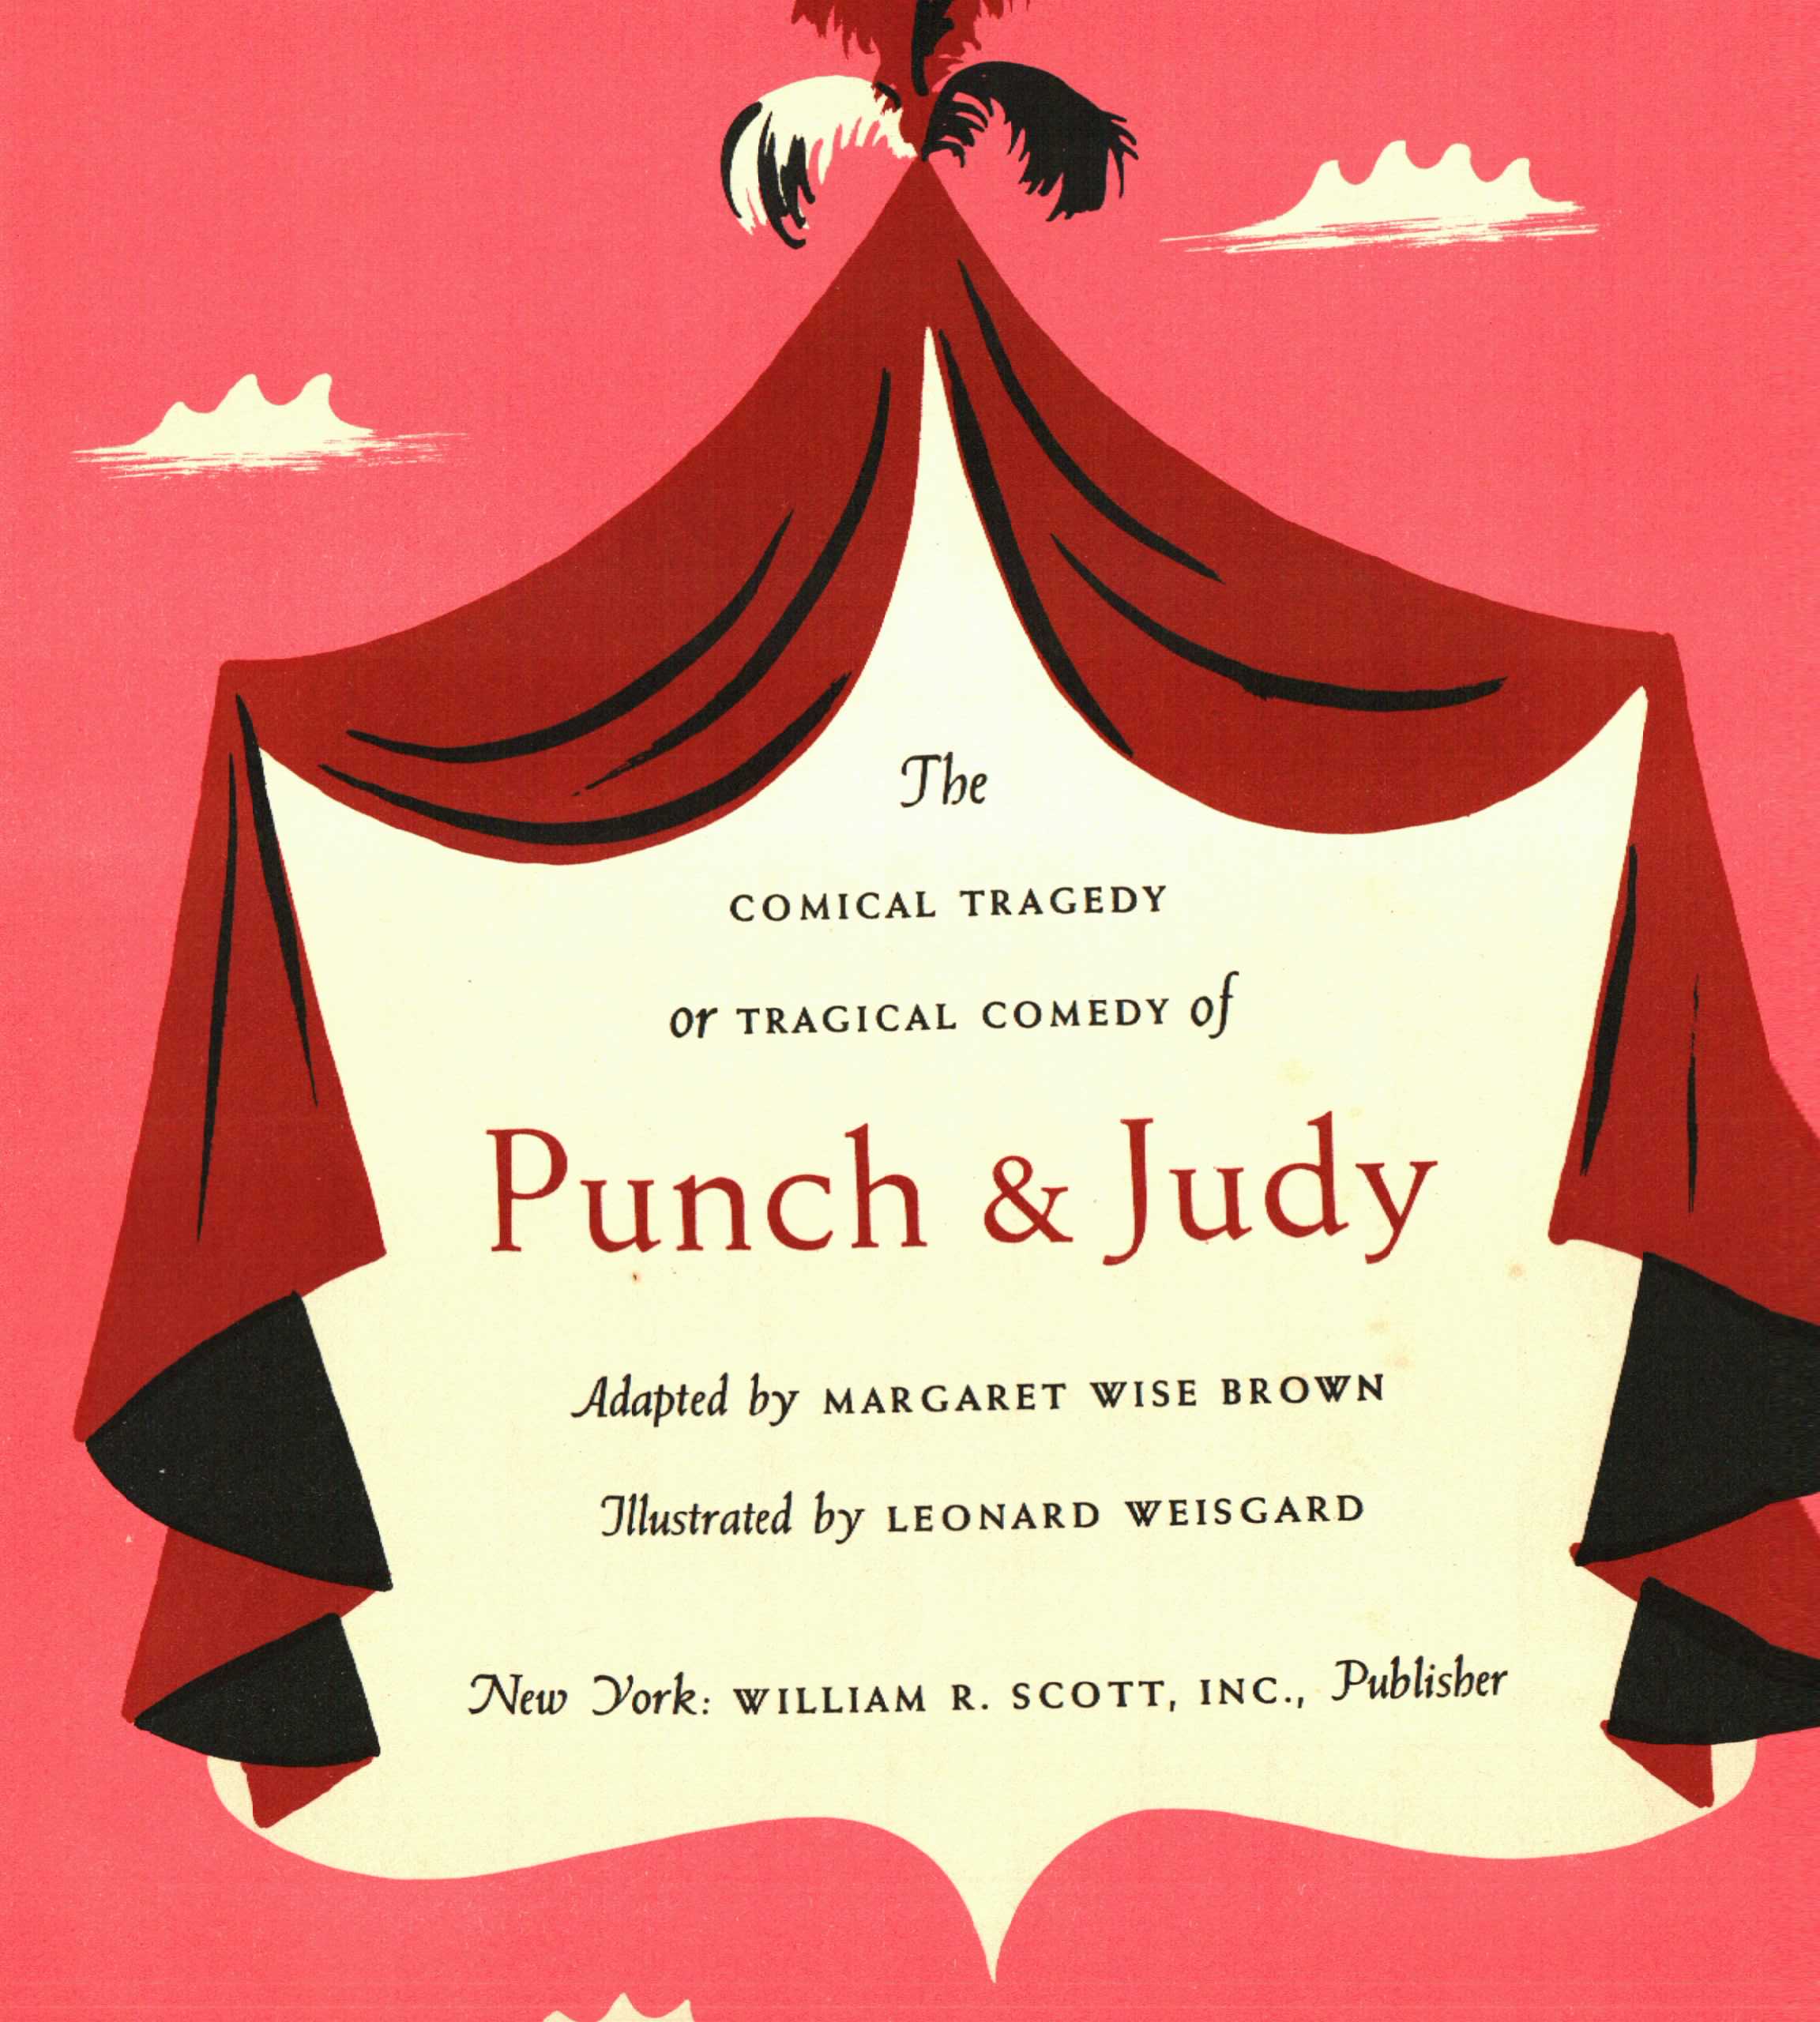 The
COMICAL TRAGEDY
or TRAGICAL COMEDY of
Punch & Judy
Adapted by MARGARET WISE BROWN
Illustrated by LEONARD WEISGARD
New York: WILLIAM R. SCOTT, INC., Publisher